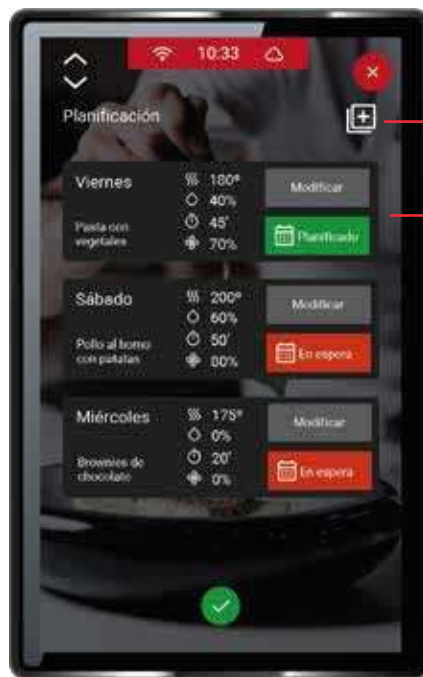 10:33
Planificación
Viernes
180º
40%
45'
70%
Pasta con
vegetales
Modificar
Planificado
Sábado
200º
60%
50'
80%
Pollo al horno
con patatas
Modificar
En espera
Miércoles
175º
0%
20'
0%
Brownies de
chocolate
Modificar
En espera